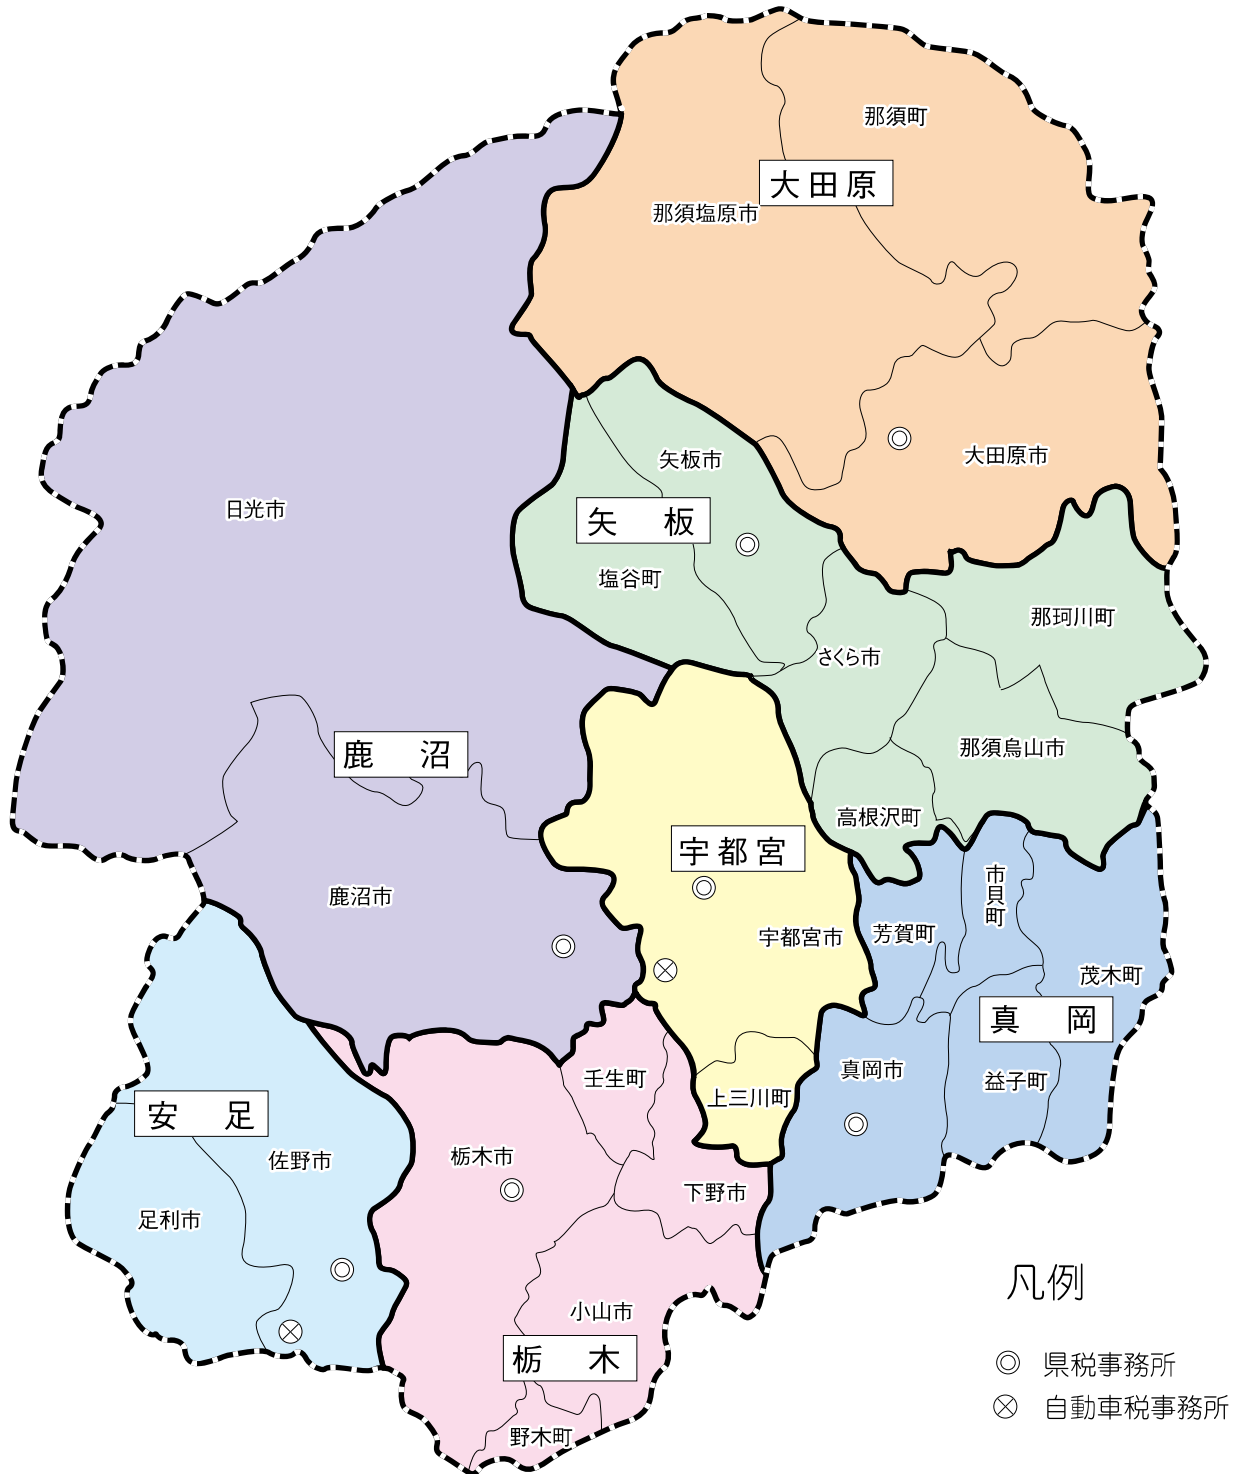 那須町
大田原
那須塩原市
大田原市
矢板市
日光市
矢　板
塩谷町
那珂川町
さくら市
那須烏山市
鹿　沼
高根沢町
宇都宮
鹿沼市
市貝町
芳賀町
宇都宮市
茂木町
真　岡
真岡市
益子町
壬生町
上三川町
安　足
佐野市
栃木市
下野市
足利市
小山市
栃　木
野木町
凡例
県税事務所
自動車税事務所